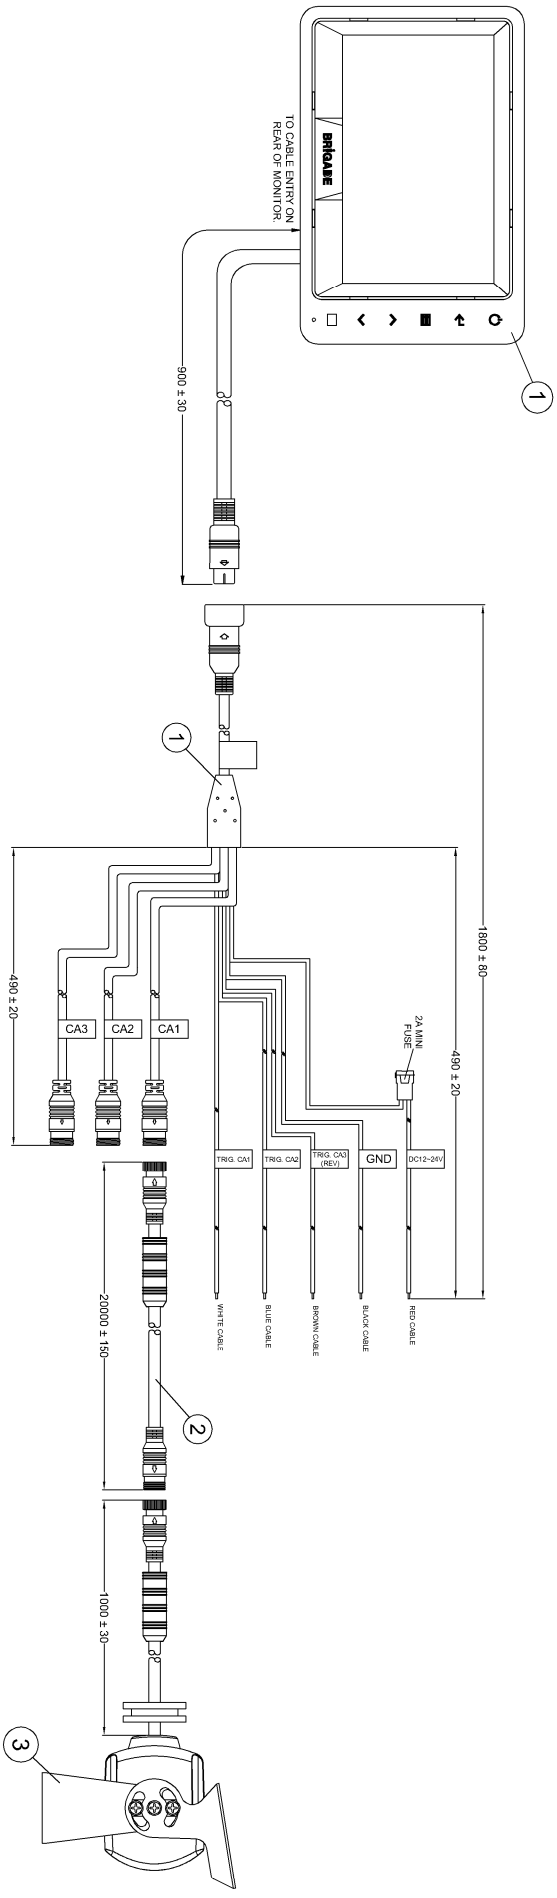 BRIGADE
TO CABLE ENTRY ON
REAR OF MONITOR.
1
900 ± 30
1
1800 ± 80
490 ± 20
490 ± 20
2A MINI
FUSE
CA3
CA2
CA1
TRIG. CA1
TRIG. CA2
TRIG. CA3
(REV)
GND
DC12~24V
WHITE CABLE
BLUE CABLE
BROWN CABLE
BLACK CABLE
RED CABLE
20000 ± 150
2
1000 ± 30
3